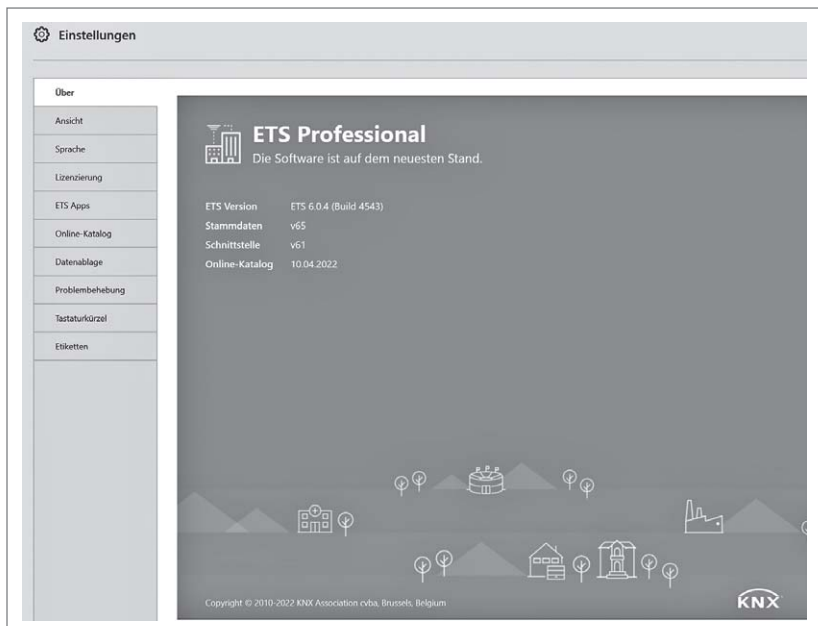 Einstellungen
Über
Ansicht
Sprache
Lizenzierung
ETS Apps
Online-Katalog
Datenablage
Problembehebung
Tastaturkürzel
Etiketten
ETS Professional
Die Software ist auf dem neuesten Stand.
ETS Version ETS 6.0.4 (Build 4543)
Stammdaten v65
Schnittstelle v61
Online-Katalog 10.04.2022
Copyright © 2010-2022 KNX Association cvba, Brussels, Belgium
KNX